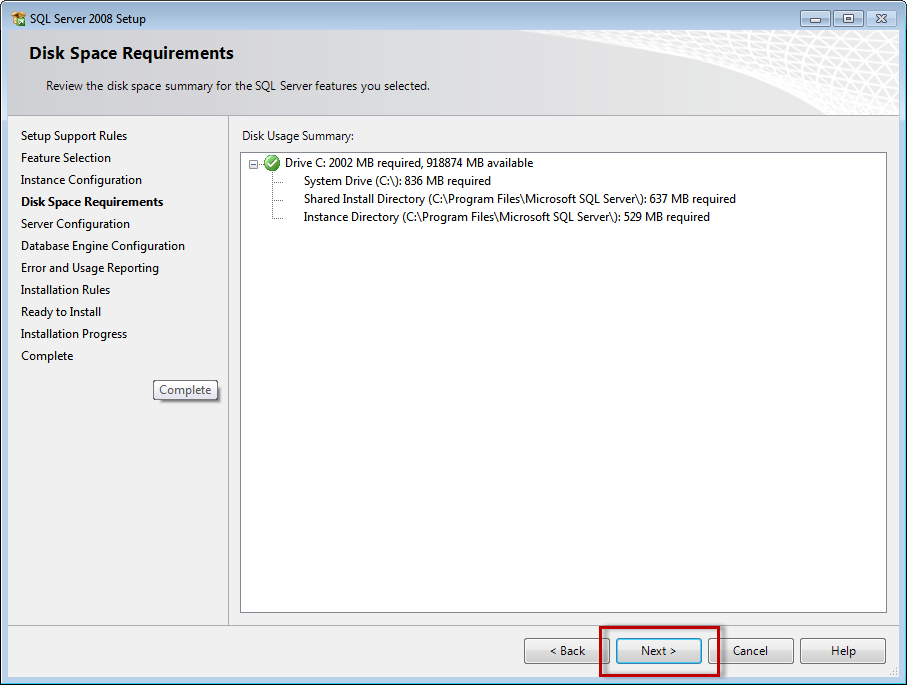 SQL Server 2008 Setup
Disk Space Requirements
Review the disk space summary for the SQL Server features you selected.
Setup Support Rules
Feature Selection
Instance Configuration
Disk Space Requirements
Server Configuration
Database Engine Configuration
Error and Usage Reporting
Installation Rules
Ready to Install
Installation Progress
Complete
Complete
Disk Usage Summary:
Drive C: 2002 MB required, 918874 MB available
System Drive (C:\): 836 MB required
Shared Install Directory (C:\Program Files\Microsoft SQL Server\): 637 MB required
Instance Directory (C:\Program Files\Microsoft SQL Server\): 529 MB required
< Back
Next >
Cancel
Help